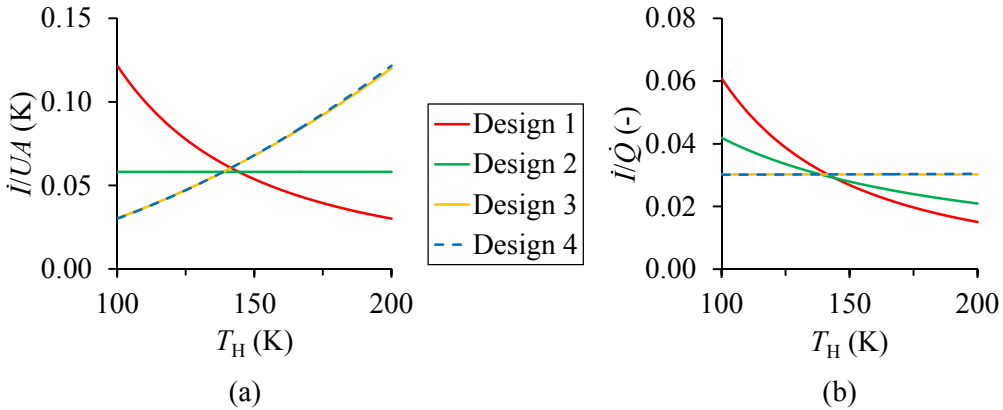 İ/UA (K)
0.15
0.10
0.05
0.00
100
150
200
T_H (K)
(a)
Design 1
Design 2
Design 3
Design 4
İ/Q̇ (-)
0.08
0.06
0.04
0.02
0.00
100
150
200
T_H (K)
(b)